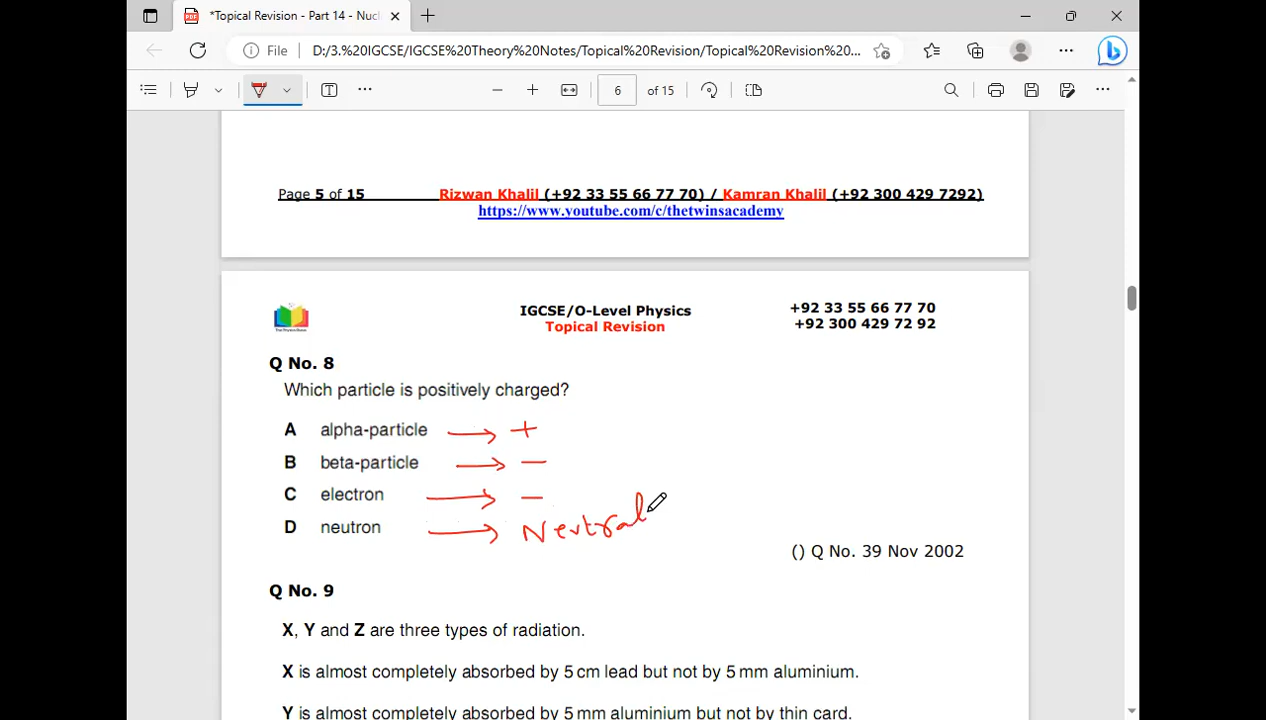 *Topical Revision - Part 14 - Nucl
File
D:/3.%20IGCSE/IGCSE%20Theory%20Notes/Topical%20Revision/Topical%20Revision%20...
6 of 15
Page 5 of 15 Rizwan Khalil (+92 33 55 66 77 70) / Kamran Khalil (+92 300 429 7292)
https://www.youtube.com/c/thetwinsacademy
IGCSE/O-Level Physics
Topical Revision
+92 33 55 66 77 70
+92 300 429 72 92
Q No. 8
Which particle is positively charged?
A alpha-particle → +
B beta-particle → −
C electron → −
D neutron → Neutral
() Q No. 39 Nov 2002
Q No. 9
X, Y and Z are three types of radiation.
X is almost completely absorbed by 5 cm lead but not by 5 mm aluminium.
Y is almost completely absorbed by 5 mm aluminium but not by thin card.